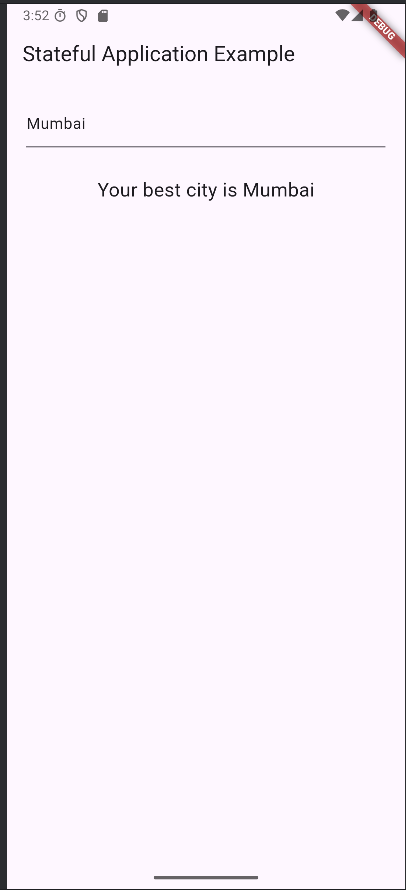 3:52
DEBUG
Stateful Application Example
Mumbai
Your best city is Mumbai